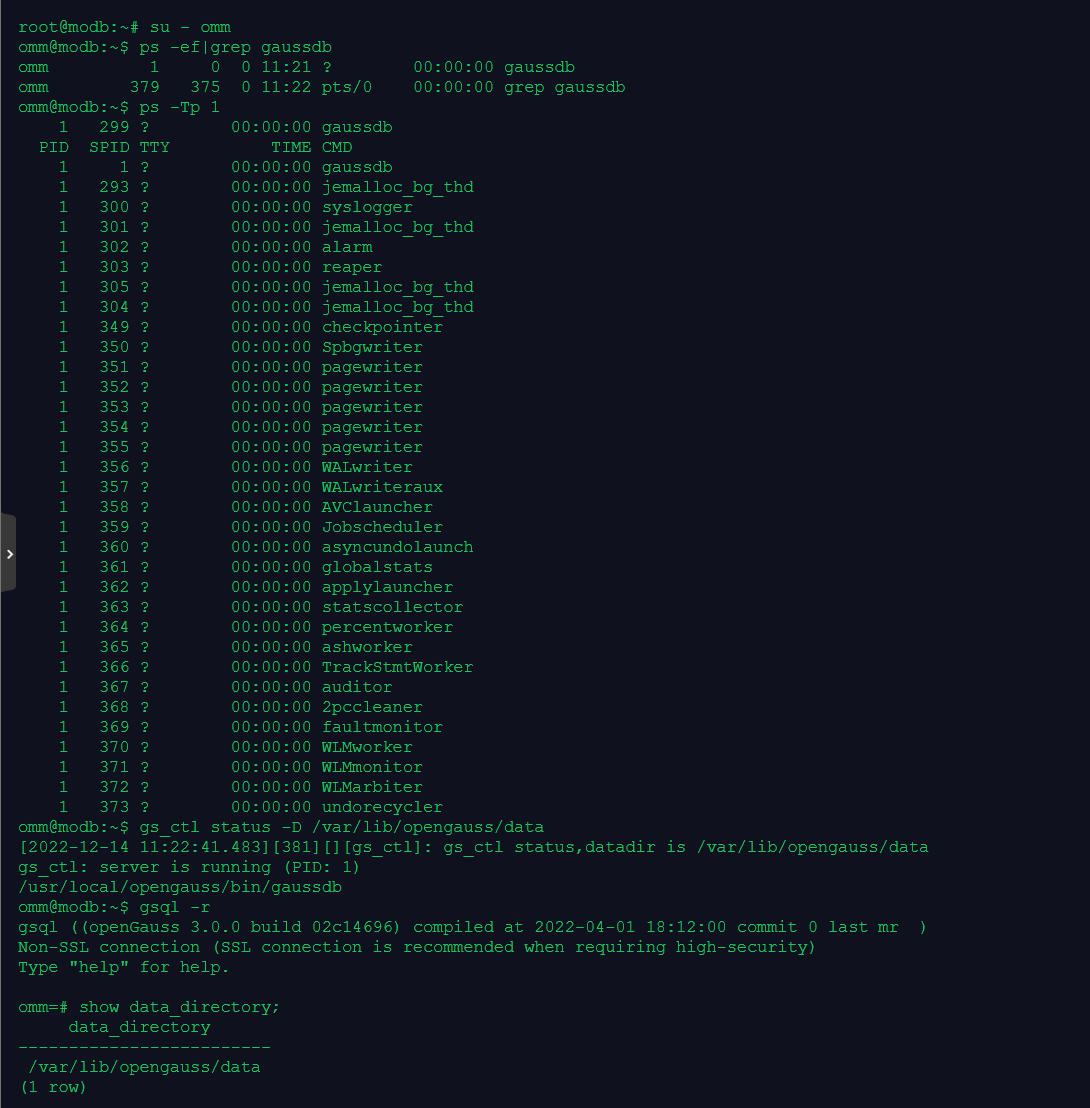 root@modb:~# su - omm
omm@modb:~$ ps -ef|grep gaussdb
omm          1     0  0 11:21 ?        00:00:00 gaussdb
omm        379   375  0 11:22 pts/0    00:00:00 grep gaussdb
omm@modb:~$ ps -Tp 1
    1   299 ?        00:00:00 gaussdb
  PID  SPID TTY          TIME CMD
    1     1 ?        00:00:00 gaussdb
    1   293 ?        00:00:00 jemalloc_bg_thd
    1   300 ?        00:00:00 syslogger
    1   301 ?        00:00:00 jemalloc_bg_thd
    1   302 ?        00:00:00 alarm
    1   303 ?        00:00:00 reaper
    1   305 ?        00:00:00 jemalloc_bg_thd
    1   304 ?        00:00:00 jemalloc_bg_thd
    1   349 ?        00:00:00 checkpointer
    1   350 ?        00:00:00 Spbgwriter
    1   351 ?        00:00:00 pagewriter
    1   352 ?        00:00:00 pagewriter
    1   353 ?        00:00:00 pagewriter
    1   354 ?        00:00:00 pagewriter
    1   355 ?        00:00:00 pagewriter
    1   356 ?        00:00:00 WALwriter
    1   357 ?        00:00:00 WALwriteraux
    1   358 ?        00:00:00 AVClauncher
    1   359 ?        00:00:00 Jobscheduler
    1   360 ?        00:00:00 asyncundolaunch
    1   361 ?        00:00:00 globalstats
    1   362 ?        00:00:00 applylauncher
    1   363 ?        00:00:00 statscollector
    1   364 ?        00:00:00 percentworker
    1   365 ?        00:00:00 ashworker
    1   366 ?        00:00:00 TrackStmtWorker
    1   367 ?        00:00:00 auditor
    1   368 ?        00:00:00 2pccleaner
    1   369 ?        00:00:00 faultmonitor
    1   370 ?        00:00:00 WLMworker
    1   371 ?        00:00:00 WLMmonitor
    1   372 ?        00:00:00 WLMarbiter
    1   373 ?        00:00:00 undorecycler
omm@modb:~$ gs_ctl status -D /var/lib/opengauss/data
[2022-12-14 11:22:41.483][381][][gs_ctl]: gs_ctl status,datadir is /var/lib/opengauss/data
gs_ctl: server is running (PID: 1)
/usr/local/opengauss/bin/gaussdb
omm@modb:~$ gsql -r
gsql ((openGauss 3.0.0 build 02c14696) compiled at 2022-04-01 18:12:00 commit 0 last mr  )
Non-SSL connection (SSL connection is recommended when requiring high-security)
Type "help" for help.

omm=# show data_directory;
     data_directory
-------------------------
 /var/lib/opengauss/data
(1 row)